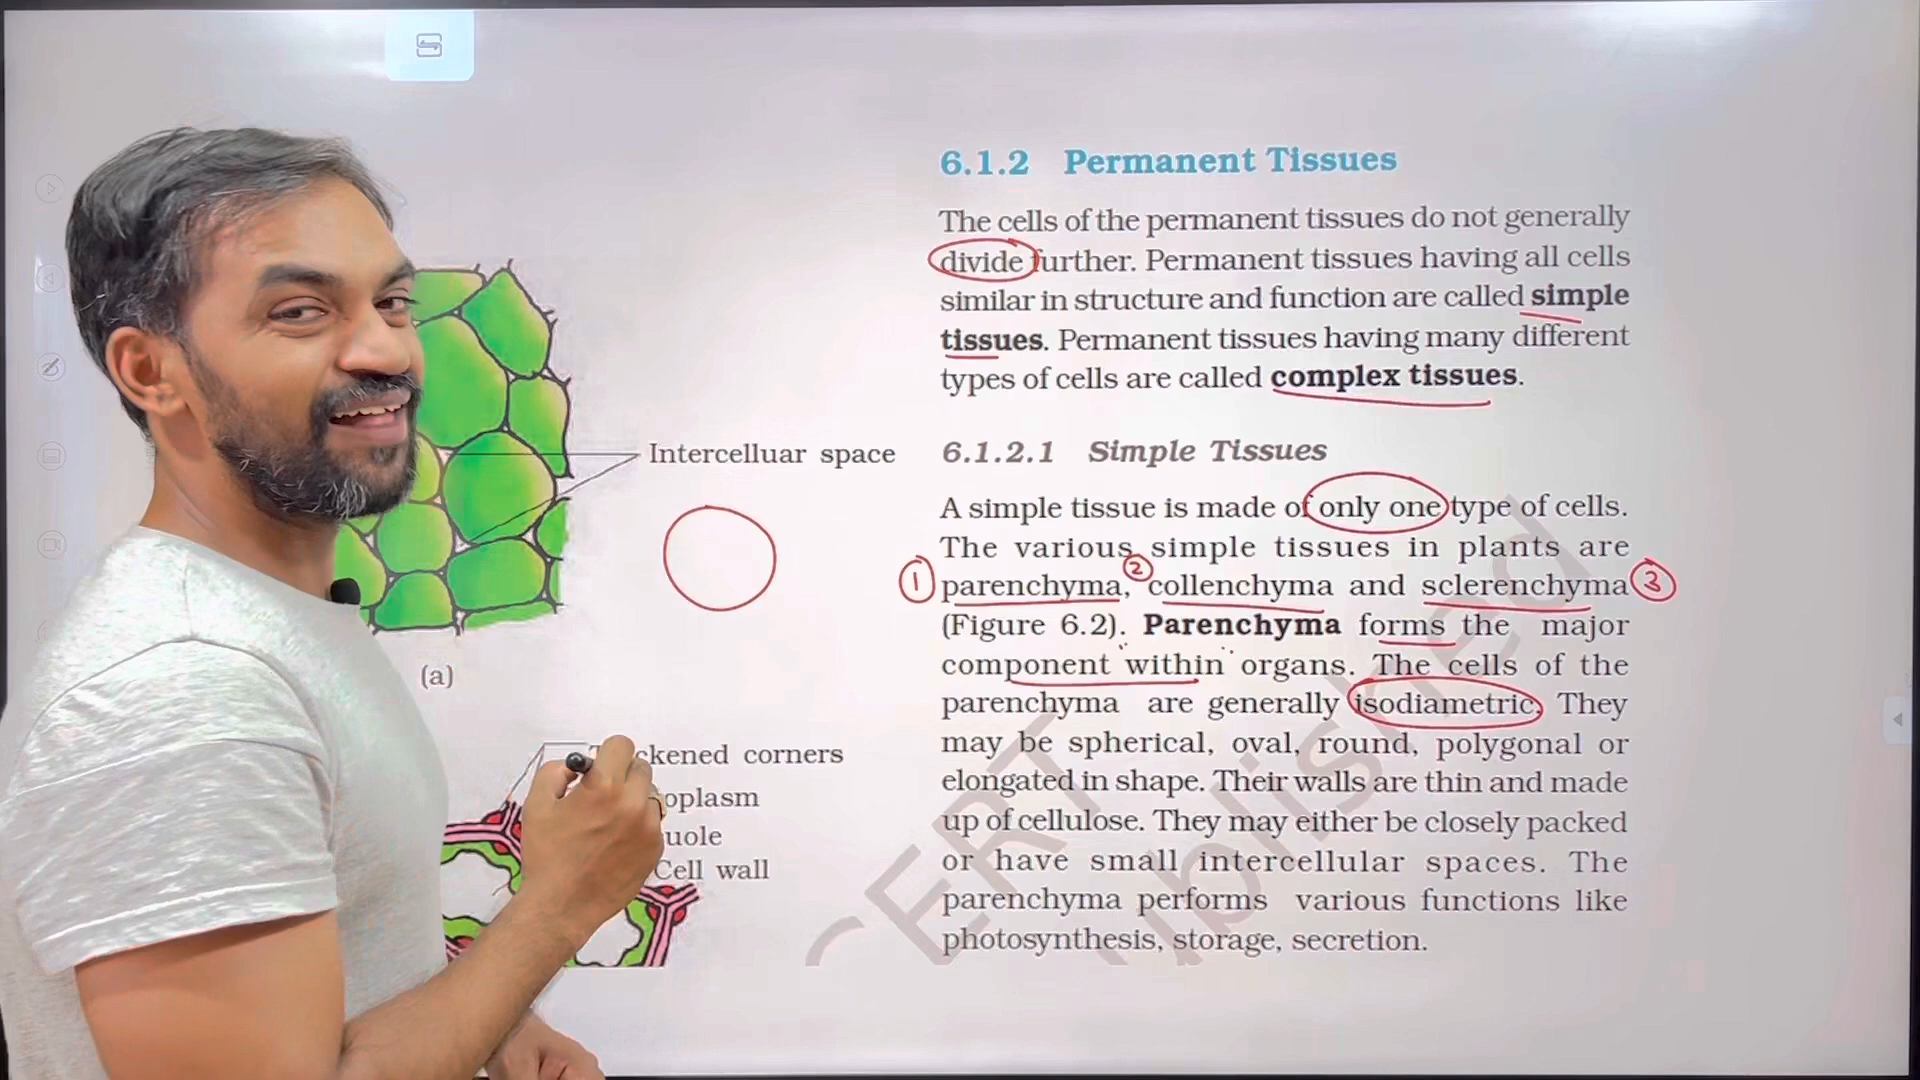 6.1.2 Permanent Tissues
The cells of the permanent tissues do not generally
divide further. Permanent tissues having all cells
similar in structure and function are called simple
tissues. Permanent tissues having many different
types of cells are called complex tissues.
Intercelluar space
6.1.2.1 Simple Tissues
A simple tissue is made of only one type of cells.
The various simple tissues in plants are
1 parenchyma, 2 collenchyma and sclerenchyma 3
(Figure 6.2). Parenchyma forms the major
component within organs. The cells of the
parenchyma are generally isodiametric. They
may be spherical, oval, round, polygonal or
elongated in shape. Their walls are thin and made
up of cellulose. They may either be closely packed
or have small intercellular spaces. The
parenchyma performs various functions like
photosynthesis, storage, secretion.
(a)
corners
Cell wall